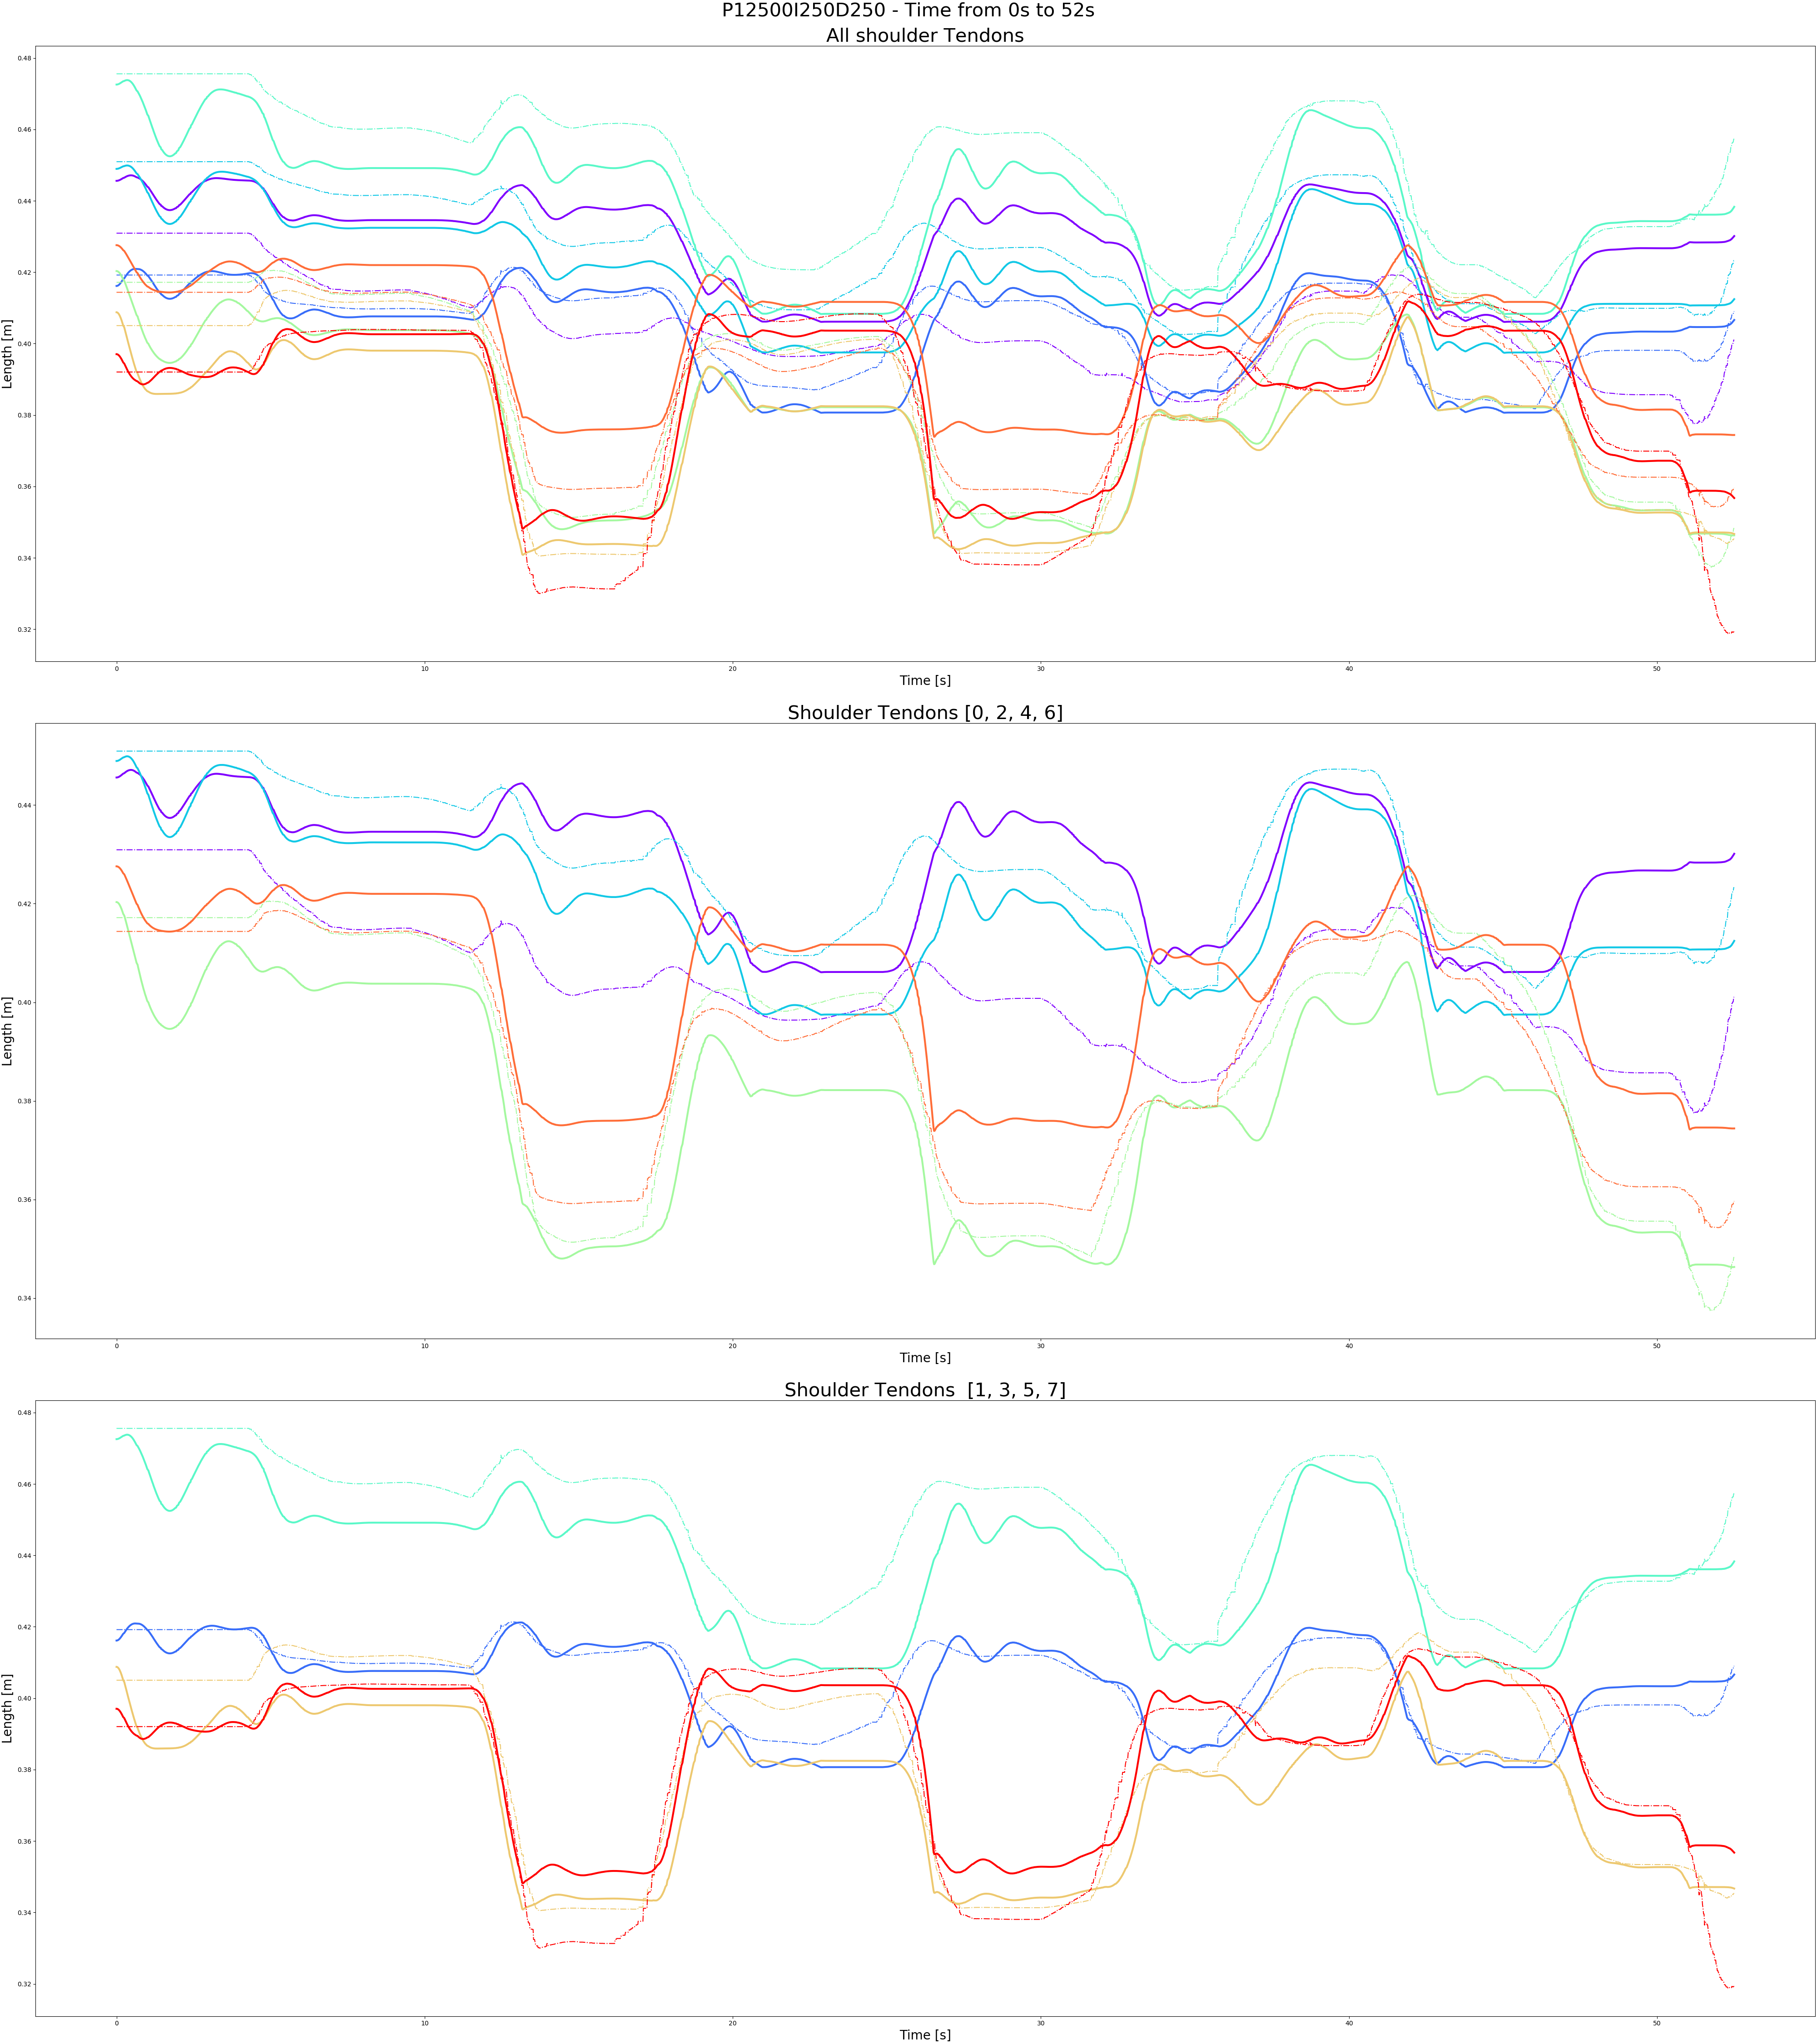 P12500I250D250 - Time from 0s to 52s
All shoulder Tendons
0.48
0.46
0.44
0.42
0.40
0.38
0.36
0.34
0.32
Length [m]
0 10 20 30 40 50
Time [s]
Shoulder Tendons [0, 2, 4, 6]
0.44
0.42
0.40
0.38
0.36
0.34
Length [m]
0 10 20 30 40 50
Time [s]
Shoulder Tendons [1, 3, 5, 7]
0.48
0.46
0.44
0.42
0.40
0.38
0.36
0.34
0.32
Length [m]
0 10 20 30 40 50
Time [s]